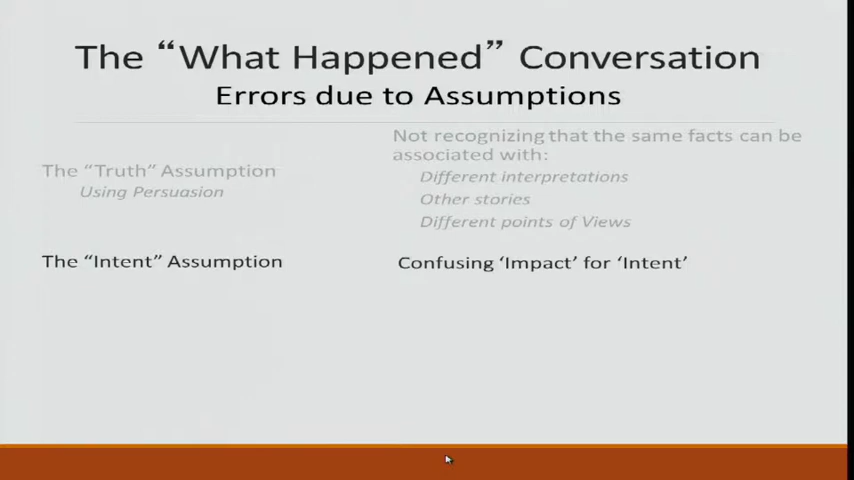 The “What Happened” Conversation
Errors due to Assumptions
The “Truth” Assumption
Using Persuasion
Not recognizing that the same facts can be
associated with:
Different interpretations
Other stories
Different points of Views
The “Intent” Assumption
Confusing ‘Impact’ for ‘Intent’